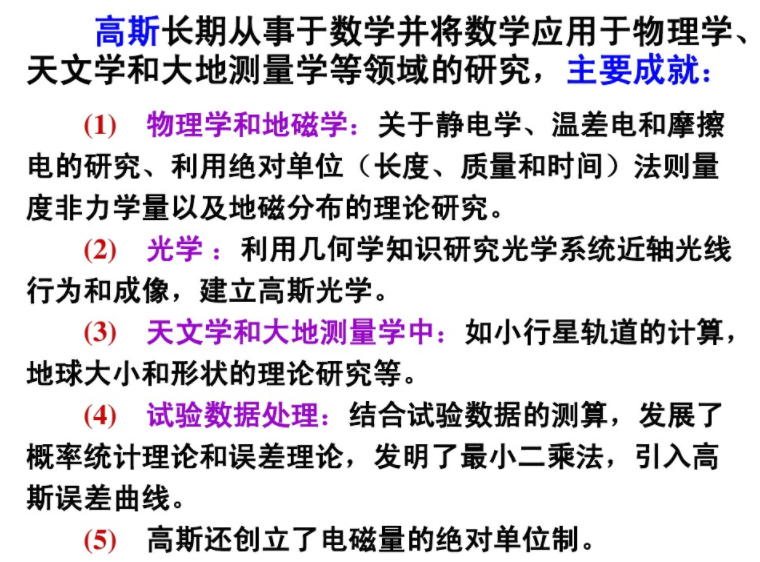 高斯长期从事于数学并将数学应用于物理学、
天文学和大地测量学等领域的研究，主要成就：
(1) 物理学和地磁学：关于静电学、温差电和摩擦
电的研究、利用绝对单位（长度、质量和时间）法则量
度非力学量以及地磁分布的理论研究。
(2) 光学 ：利用几何学知识研究光学系统近轴光线
行为和成像，建立高斯光学。
(3) 天文学和大地测量学中：如小行星轨道的计算，
地球大小和形状的理论研究等。
(4) 试验数据处理：结合试验数据的测算，发展了
概率统计理论和误差理论，发明了最小二乘法，引入高
斯误差曲线。
(5) 高斯还创立了电磁量的绝对单位制。